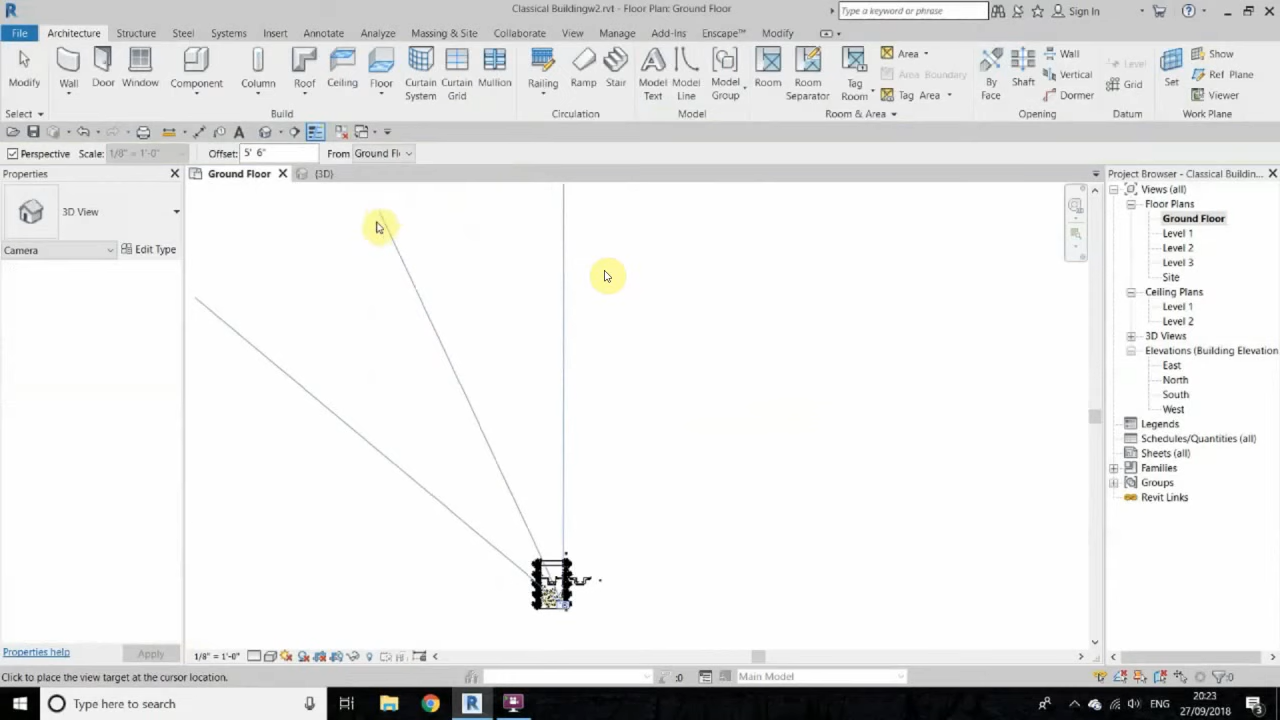 Classical Buildingw2.rvt - Floor Plan: Ground Floor
Type a keyword or phrase
Sign In
File Architecture Structure Steel Systems Insert Annotate Analyze Massing & Site Collaborate View Manage Add-Ins Enscape™ Modify
Modify Wall Door Window Component Column Roof Ceiling Floor Curtain System Curtain Grid Mullion Railing Ramp Stair Model Text Model Line Model Group Room Room Separator Tag Room Area Area Boundary Tag Area By Face Shaft Wall Vertical Dormer Level Grid Set Show Ref Plane Viewer
Select Build Circulation Model Room & Area Opening Datum Work Plane
Perspective Scale: 1/8" = 1'-0" Offset: 5' 6" From Ground Fl
Properties
Ground Floor {3D}
Project Browser - Classical Buildin...
3D View
Camera Edit Type
Views (all)
Floor Plans
Ground Floor
Level 1
Level 2
Level 3
Site
Ceiling Plans
Level 1
Level 2
3D Views
Elevations (Building Elevation
East
North
South
West
Legends
Schedules/Quantities (all)
Sheets (all)
Families
Groups
Revit Links
Properties help Apply
1/8" = 1'-0"
Click to place the view target at the cursor location.
:0 Main Model :0
Type here to search
ENG
20:23
27/09/2018
3